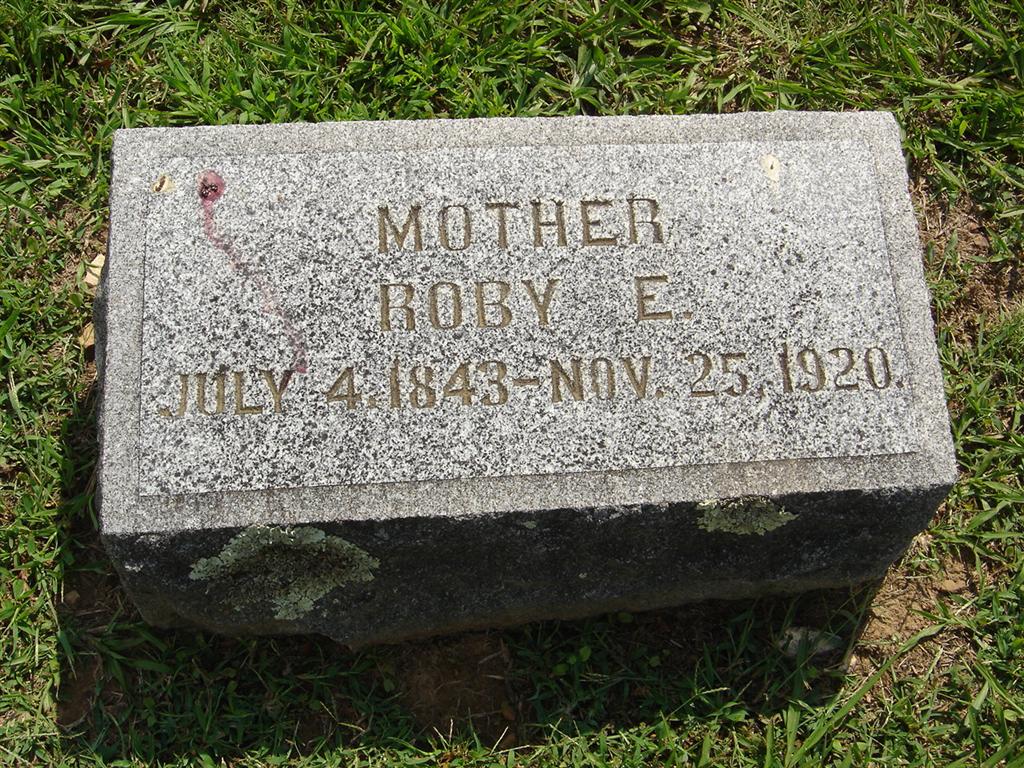 MOTHER
ROBY E.
JULY 4. 1843-NOV. 25, 1920.